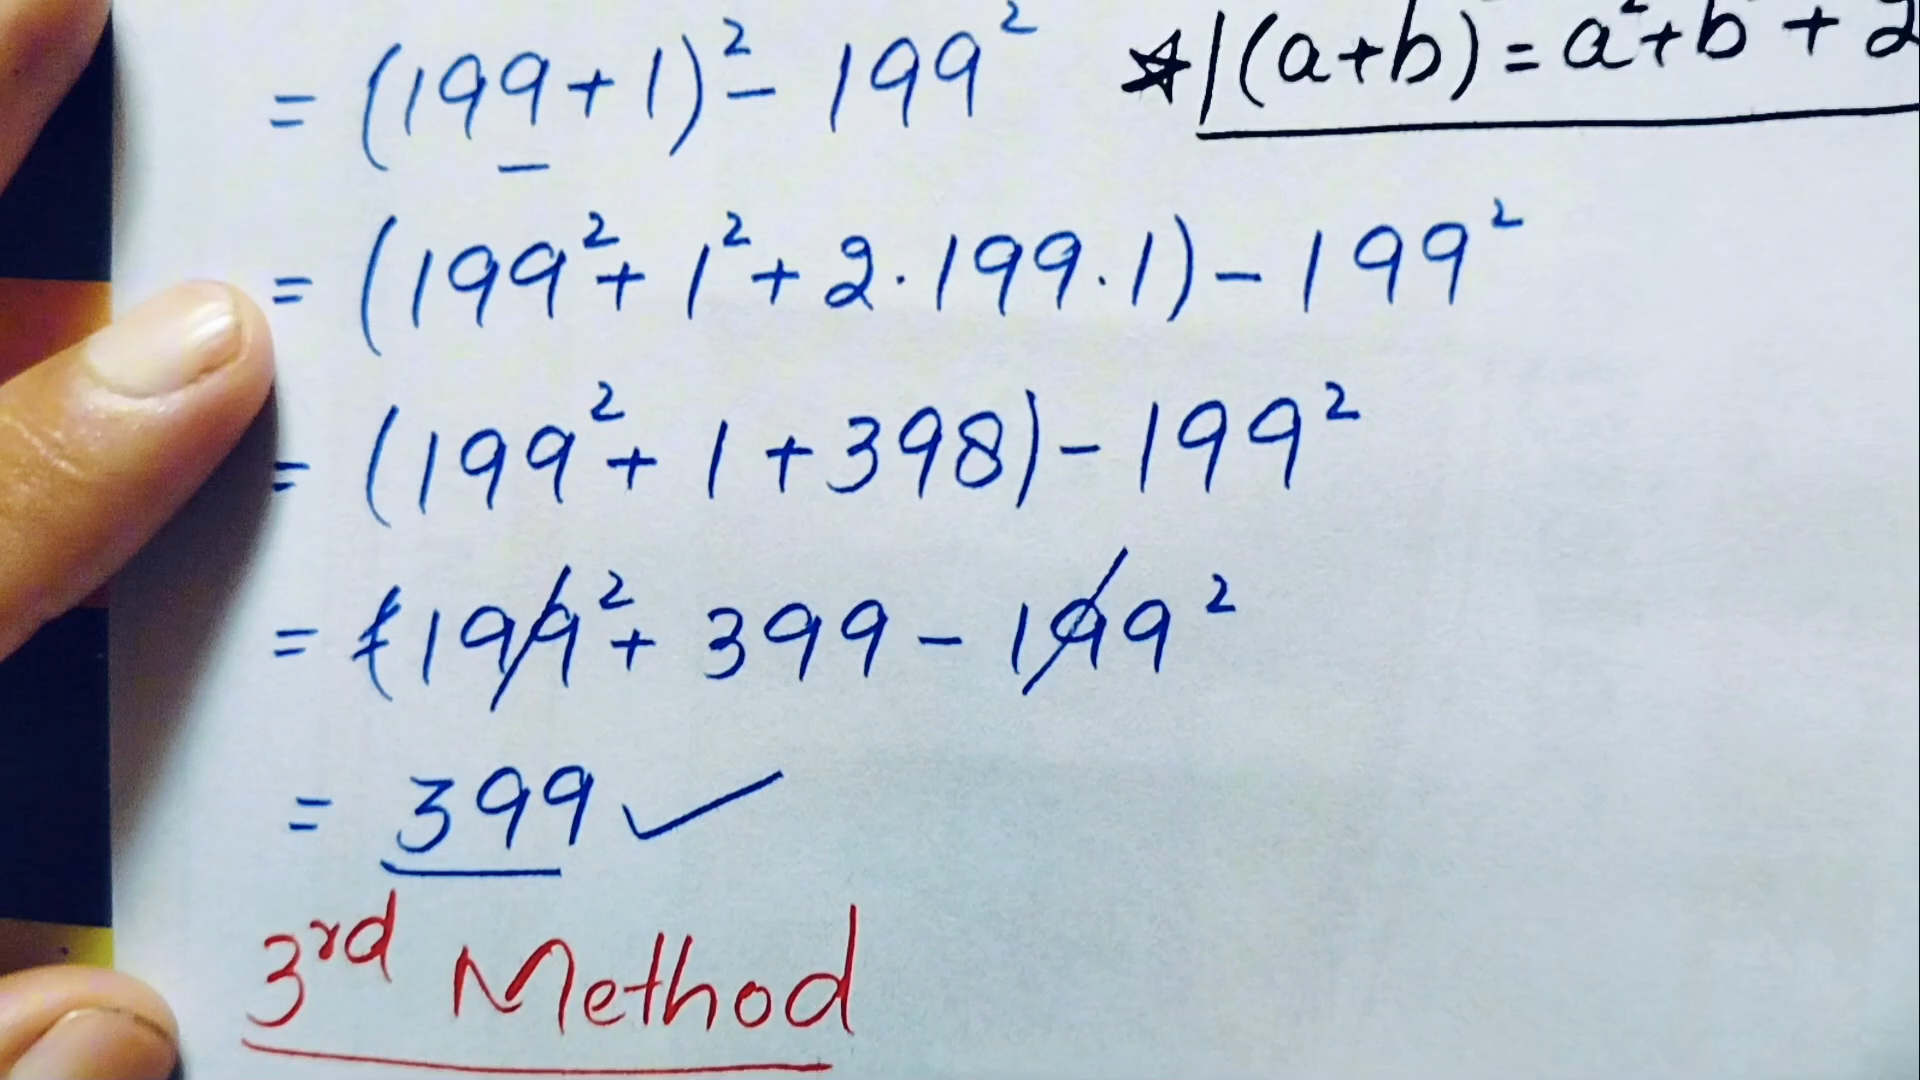 = (199+1)² - 199²
☆ (a+b) = a²+b + 2
= (199² + 1² + 2·199·1) - 199²
= (199² + 1 + 398) - 199²
= 199² + 399 - 199²
= 399 ✓
3rd Method